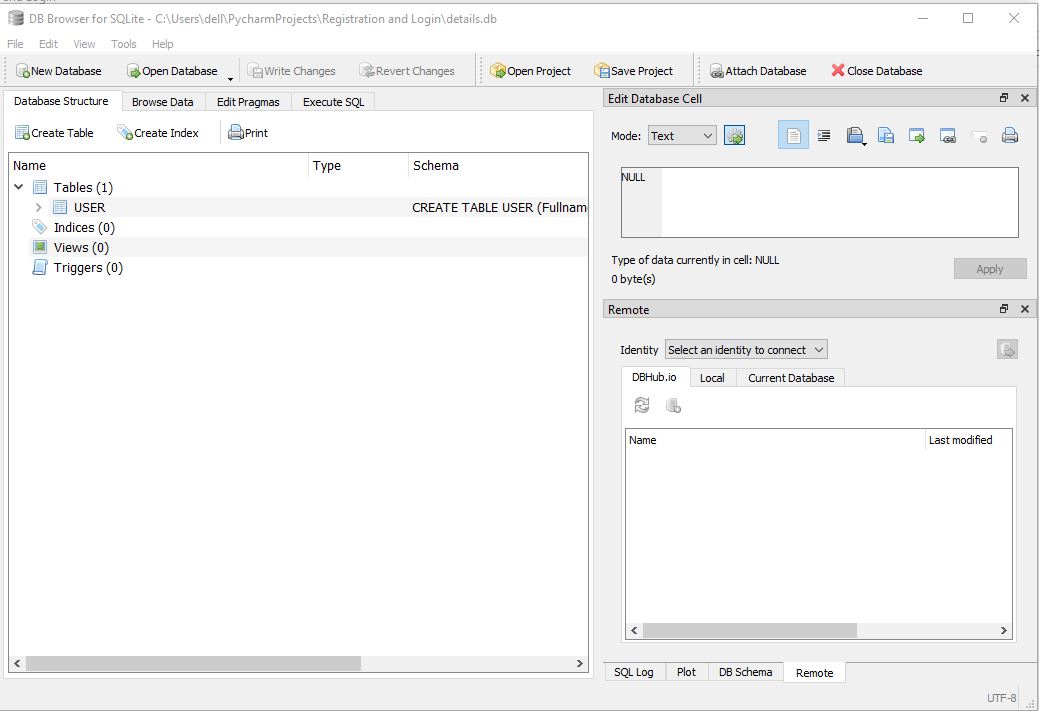 DB Browser for SQLite - C:\Users\dell\PycharmProjects\Registration and Login\details.db
File Edit View Tools Help
New Database Open Database Write Changes Revert Changes Open Project Save Project Attach Database Close Database
Database Structure Browse Data Edit Pragmas Execute SQL
Create Table Create Index Print
Name Type Schema
Tables (1)
USER CREATE TABLE USER (Fullnam
Indices (0)
Views (0)
Triggers (0)
Edit Database Cell
Mode: Text
NULL
Type of data currently in cell: NULL
0 byte(s)
Apply
Remote
Identity Select an identity to connect
DBHub.io Local Current Database
Name Last modified
SQL Log Plot DB Schema Remote
UTF-8